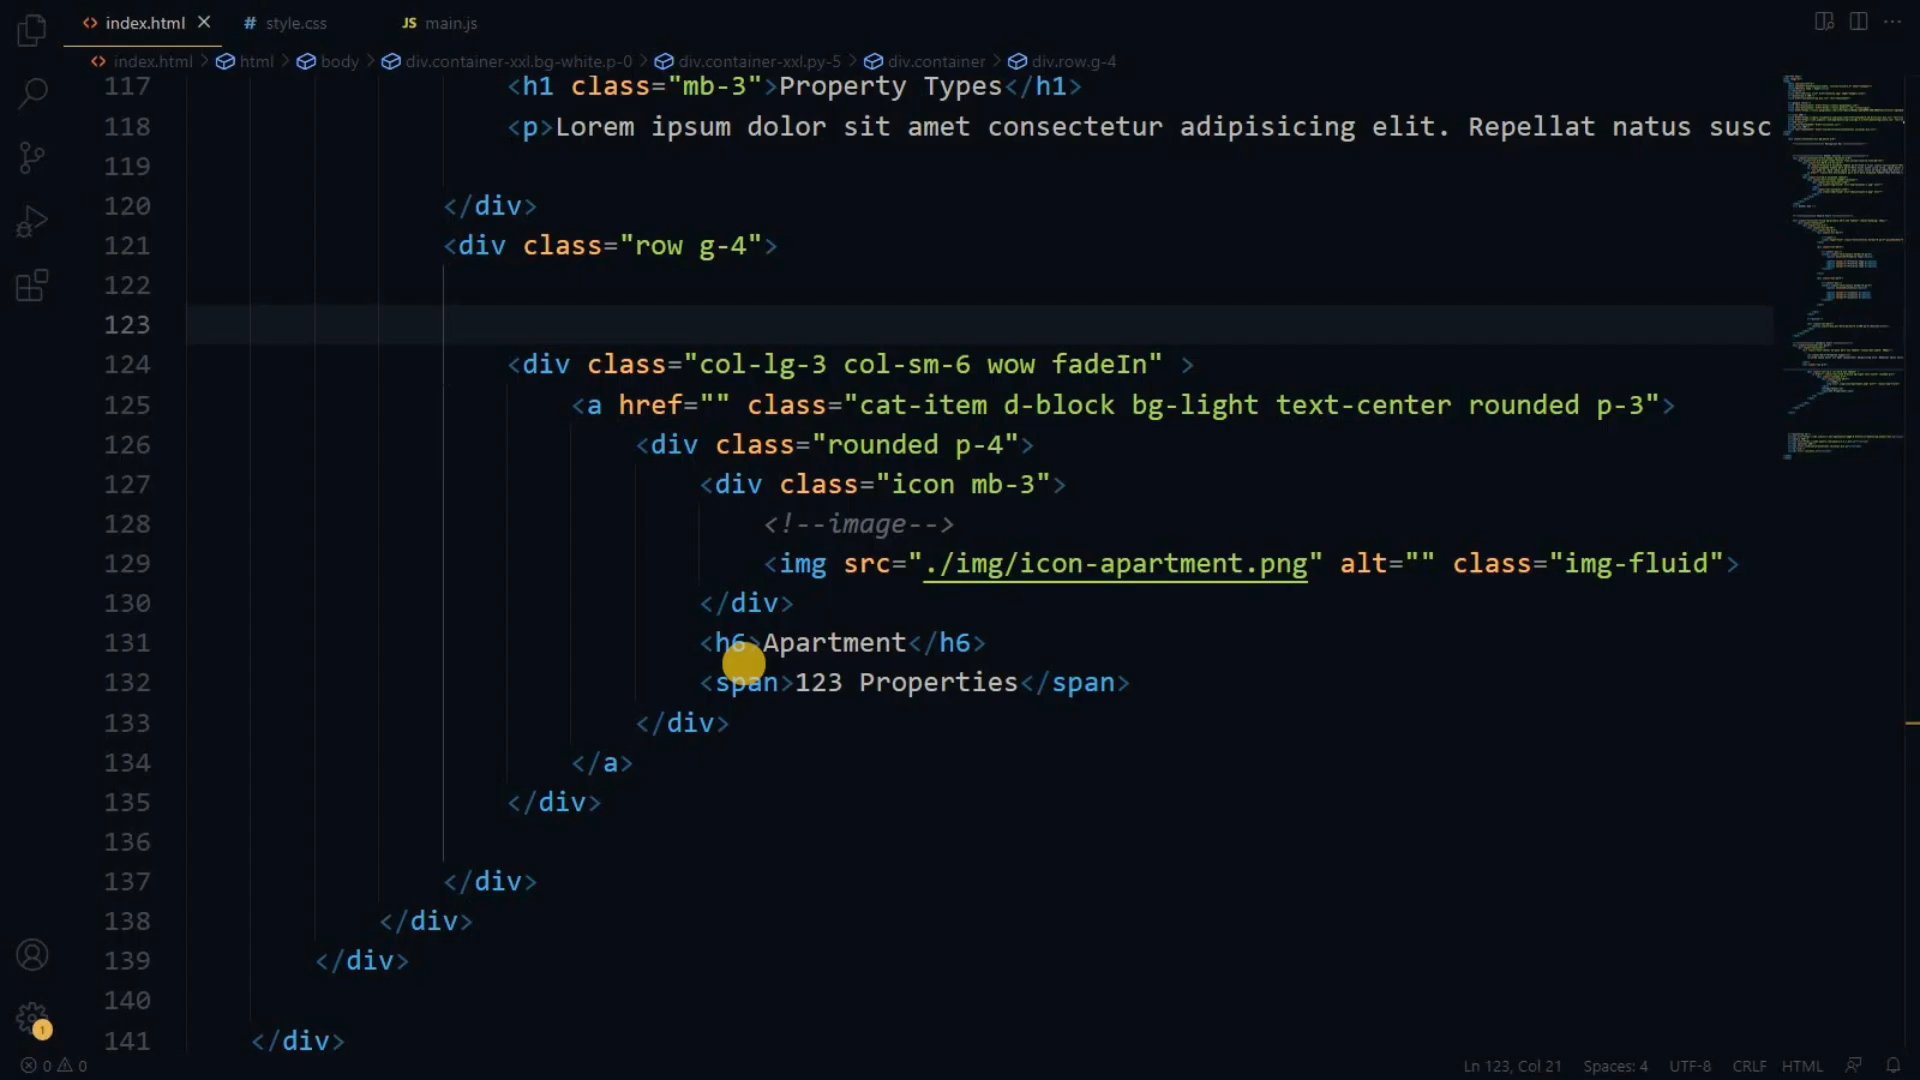 index.html
style.css
JS main.js
index.html > html > body > div.container-xxl.bg-white.p-0 > div.container-xxl.py-5 > div.container > div.row.g-4
117 <h1 class="mb-3">Property Types</h1>
118 <p>Lorem ipsum dolor sit amet consectetur adipisicing elit. Repellat natus susc
119
120 </div>
121 <div class="row g-4">
122
123
124 <div class="col-lg-3 col-sm-6 wow fadeIn" >
125 <a href="" class="cat-item d-block bg-light text-center rounded p-3">
126 <div class="rounded p-4">
127 <div class="icon mb-3">
128 <!--image-->
129 <img src="./img/icon-apartment.png" alt="" class="img-fluid">
130 </div>
131 <h6>Apartment</h6>
132 <span>123 Properties</span>
133 </div>
134 </a>
135 </div>
136
137 </div>
138 </div>
139 </div>
140
141 </div>
1
0 0
Ln 123, Col 21 Spaces: 4 UTF-8 CRLF HTML